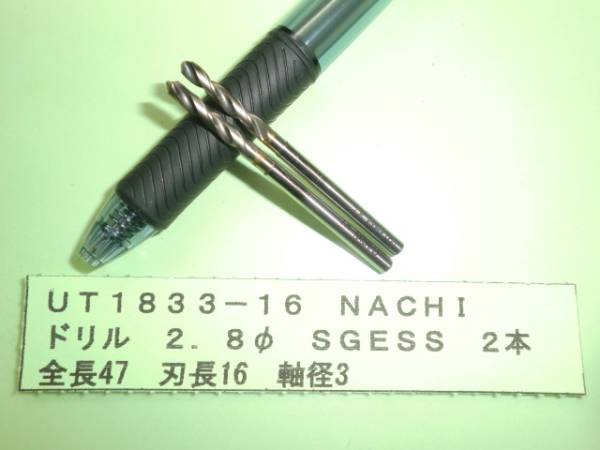 UT1833-16 NACHI
ドリル 2.8φ SGESS 2本
全長47 刃長16 軸径3